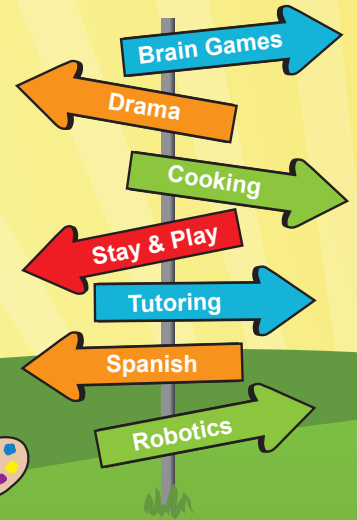 Brain Games
Drama
Cooking
Stay & Play
Tutoring
Spanish
Robotics